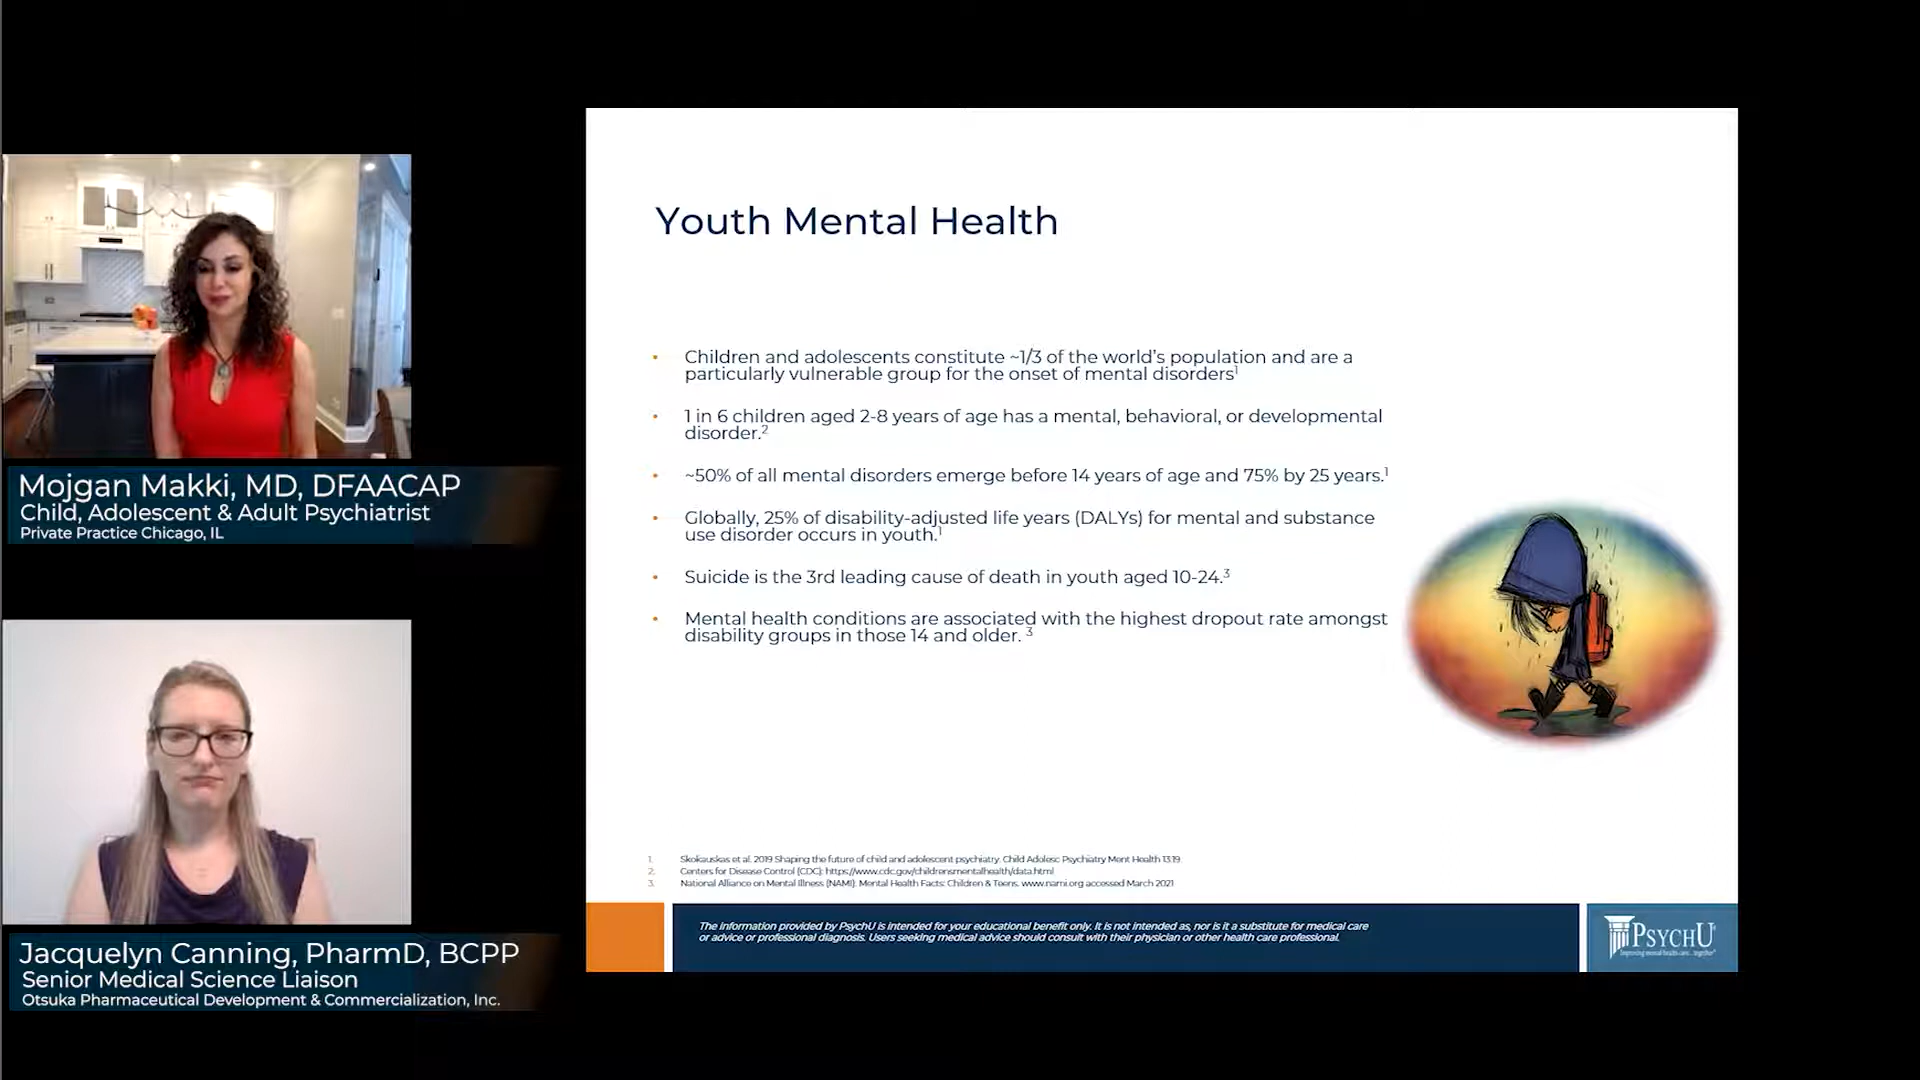 Mojgan Makki, MD, DFAACAP
Child, Adolescent & Adult Psychiatrist
Private Practice Chicago, IL
Jacquelyn Canning, PharmD, BCPP
Senior Medical Science Liaison
Otsuka Pharmaceutical Development & Commercialization, Inc.
Youth Mental Health
• Children and adolescents constitute ~1/3 of the world's population and are a
particularly vulnerable group for the onset of mental disorders1
• 1 in 6 children aged 2-8 years of age has a mental, behavioral, or developmental
disorder.2
• ~50% of all mental disorders emerge before 14 years of age and 75% by 25 years.1
• Globally, 25% of disability-adjusted life years (DALYs) for mental and substance
use disorder occurs in youth.1
• Suicide is the 3rd leading cause of death in youth aged 10-24.3
• Mental health conditions are associated with the highest dropout rate amongst
disability groups in those 14 and older. 3
1. Skokauskas et al. 2019 Shaping the future of child and adolescent psychiatry. Child Adolesc Psychiatry Ment Health 13:19
2. Centers for Disease Control (CDC): https://www.cdc.gov/childrensmentalhealth/data.html
3. National Alliance on Mental Illness (NAMI): Mental Health Facts: Children & Teens. www.nami.org accessed March 2021
The information provided by PsychU is intended for your educational benefit only. It is not intended as, nor is it a substitute for medical care
or advice or professional diagnosis. Users seeking medical advice should consult with their physician or other health care professional.
PSYCHU
Improving mental health care...together